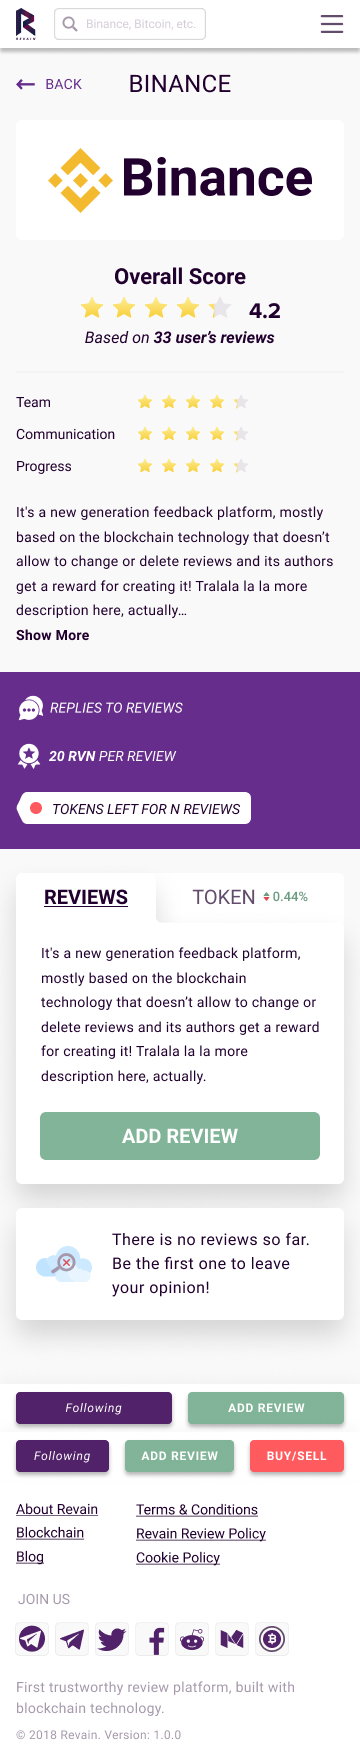 REVAIN
Binance, Bitcoin, etc.
BACK
BINANCE
Binance
Overall Score
4.2
Based on 33 user's reviews
Team
Communication
Progress
It's a new generation feedback platform, mostly
based on the blockchain technology that doesn't
allow to change or delete reviews and its authors
get a reward for creating it! Tralala la la more
description here, actually…
Show More
REPLIES TO REVIEWS
20 RVN PER REVIEW
TOKENS LEFT FOR N REVIEWS
REVIEWS
TOKEN 0.44%
It's a new generation feedback platform,
mostly based on the blockchain
technology that doesn't allow to change or
delete reviews and its authors get a reward
for creating it! Tralala la la more
description here, actually.
ADD REVIEW
There is no reviews so far.
Be the first one to leave
your opinion!
Following
ADD REVIEW
Following
ADD REVIEW
BUY/SELL
About Revain
Blockchain
Blog
Terms & Conditions
Revain Review Policy
Cookie Policy
JOIN US
First trustworthy review platform, built with
blockchain technology.
© 2018 Revain. Version: 1.0.0